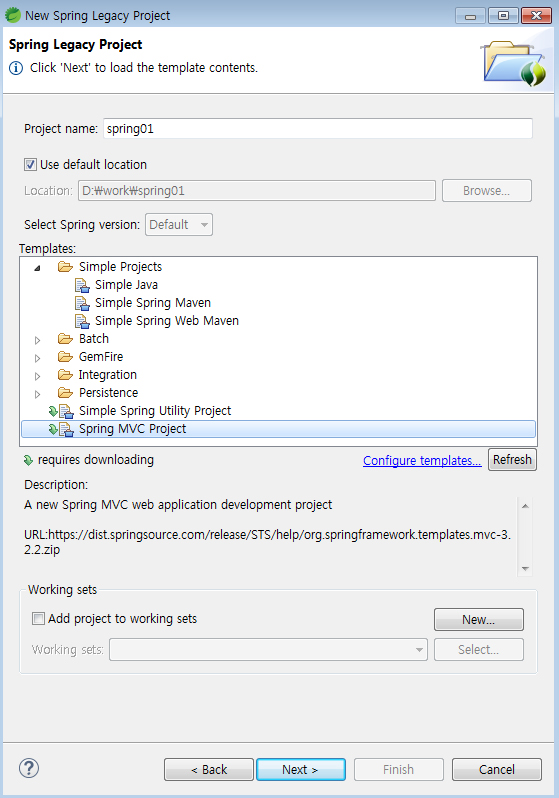 New Spring Legacy Project
Spring Legacy Project
Click 'Next' to load the template contents.
Project name: spring01
Use default location
Location: D:₩work₩spring01 Browse...
Select Spring version: Default
Templates:
Simple Projects
Simple Java
Simple Spring Maven
Simple Spring Web Maven
Batch
GemFire
Integration
Persistence
Simple Spring Utility Project
Spring MVC Project
requires downloading Configure templates... Refresh
Description:
A new Spring MVC web application development project
URL:https://dist.springsource.com/release/STS/help/org.springframework.templates.mvc-3.
2.2.zip
Working sets
Add project to working sets New...
Working sets: Select...
? < Back Next > Finish Cancel